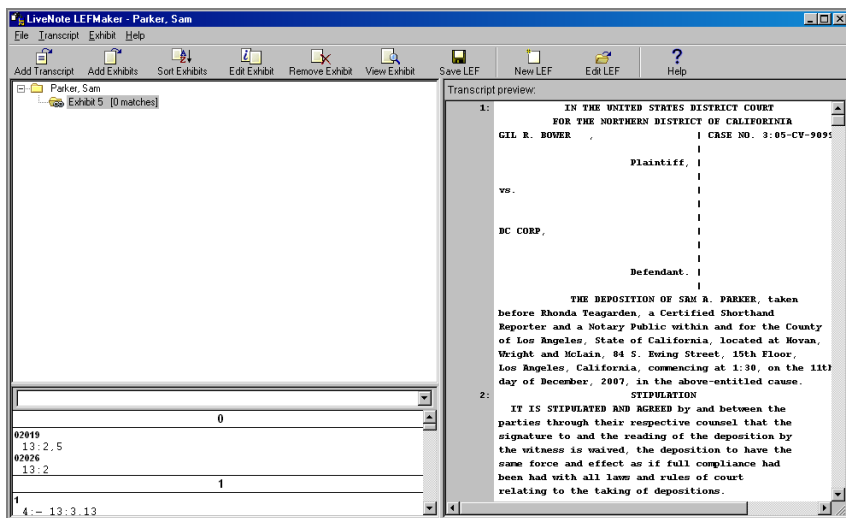 LiveNote LEFMaker - Parker, Sam
File Transcript Exhibit Help
Add Transcript Add Exhibits Sort Exhibits Edit Exhibit Remove Exhibit View Exhibit Save LEF New LEF Edit LEF Help
Parker, Sam
Exhibit 5 [0 matches]
0
02019
13:2,5
02026
13:2
1
1
4:– 13:3.13
Transcript preview:
1: IN THE UNITED STATES DISTRICT COURT
FOR THE NORTHERN DISTRICT OF CALIFORINIA
GIL R. BOWER , | CASE NO. 3:05-CV-9099
Plaintiff, |
vs.
DC CORP,
Defendant. |
THE DEPOSITION OF SAM A. PARKER, taken
before Rhonda Teagarden, a Certified Shorthand
Reporter and a Notary Public within and for the County
of Los Angeles, State of California, located at Hovan,
Wright and McLain, 84 S. Ewing Street, 15th Floor,
Los Angeles, California, commencing at 1:30, on the 11th
day of December, 2007, in the above-entitled cause.
2: STIPULATION
IT IS STIPULATED AND AGREED by and between the
parties through their respective counsel that the
signature to and the reading of the deposition by
the witness is waived, the deposition to have the
same force and effect as if full compliance had
been had with all laws and rules of court
relating to the taking of depositions.